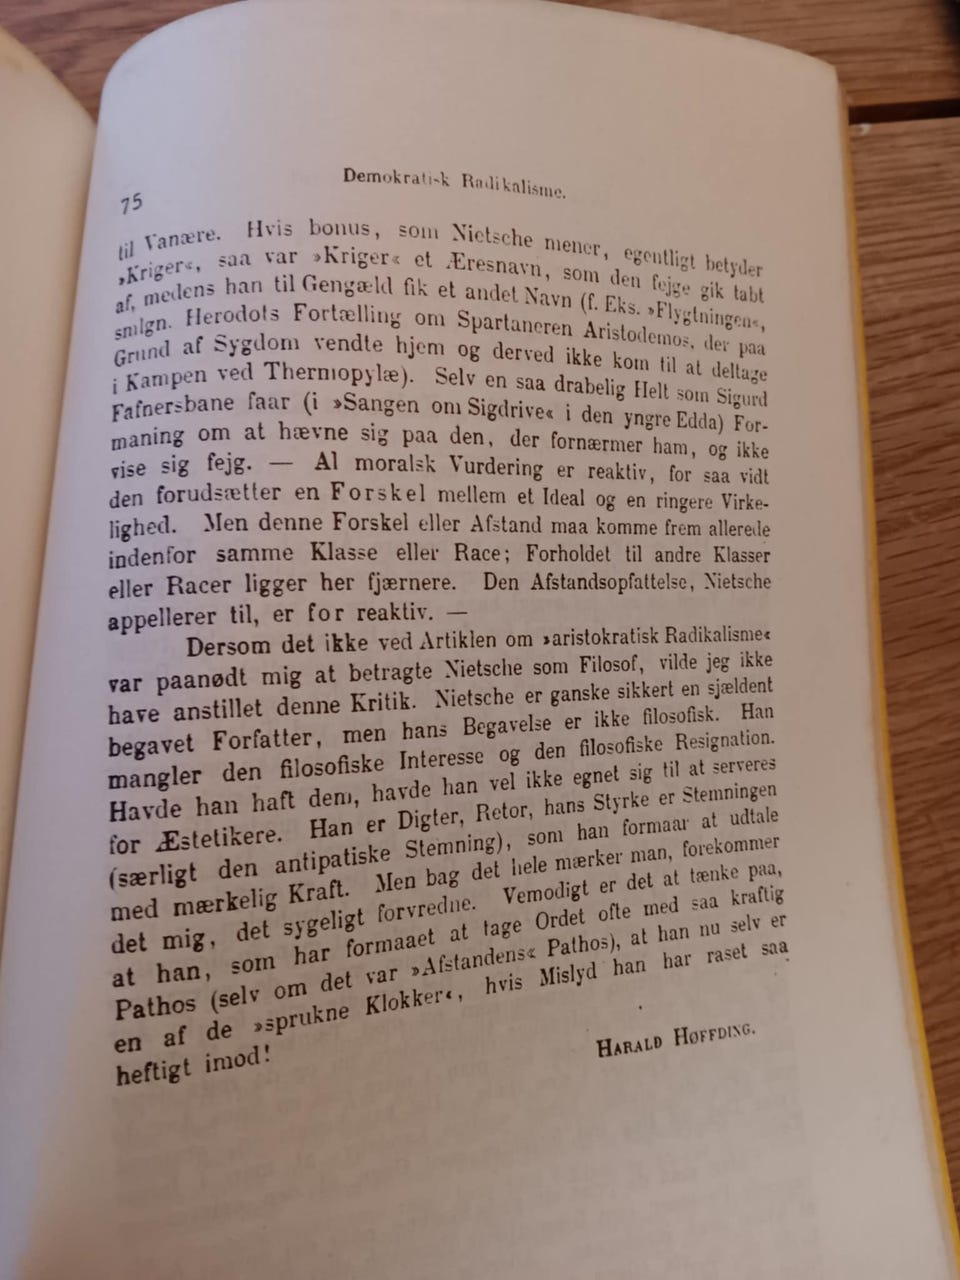 Demokratisk Radikalisme.
75
til Vanære. Hvis bonus, som Nietsche mener, egentligt betyder
»Kriger«, saa var »Kriger« et Æresnavn, som den fejge gik tabt
af, medens han til Gengæld fik et andet Navn (f. Eks. »Flygtningen«,
smlgn. Herodots Fortælling om Spartaneren Aristodemos, der paa
Grund af Sygdom vendte hjem og derved ikke kom til at deltage
i Kampen ved Thermopylæ). Selv en saa drabelig Helt som Sigurd
Fafnersbane faar (i »Sangen om Sigdrive« i den yngre Edda) For-
maning om at hævne sig paa den, der fornærmer ham, og ikke
vise sig fejg. — Al moralsk Vurdering er reaktiv, for saa vidt
den forudsætter en Forskel mellem et Ideal og en ringere Virke-
lighed. Men denne Forskel eller Afstand maa komme frem allerede
indenfor samme Klasse eller Race; Forholdet til andre Klasser
eller Racer ligger her fjærnere. Den Afstandsopfattelse, Nietsche
appellerer til, er for reaktiv. —
Dersom det ikke ved Artiklen om »aristokratisk Radikalisme«
var paanødt mig at betragte Nietsche som Filosof, vilde jeg ikke
have anstillet denne Kritik. Nietsche er ganske sikkert en sjældent
begavet Forfatter, men hans Begavelse er ikke filosofisk. Han
mangler den filosofiske Interesse og den filosofiske Resignation.
Havde han haft dem, havde han vel ikke egnet sig til at serveres
for Æstetikere. Han er Digter, Retor, hans Styrke er Stemningen
(særligt den antipatiske Stemning), som han formaar at udtale
med mærkelig Kraft. Men bag det hele mærker man, forekommer
det mig, det sygeligt forvredne. Vemodigt er det at tænke paa,
at han, som har formaaet at tage Ordet ofte med saa kraftig
Pathos (selv om det var »Afstandens« Pathos), at han nu selv er
en af de »sprukne Klokker«, hvis Mislyd han har raset saa
heftigt imod!
HARALD HØFFDING.